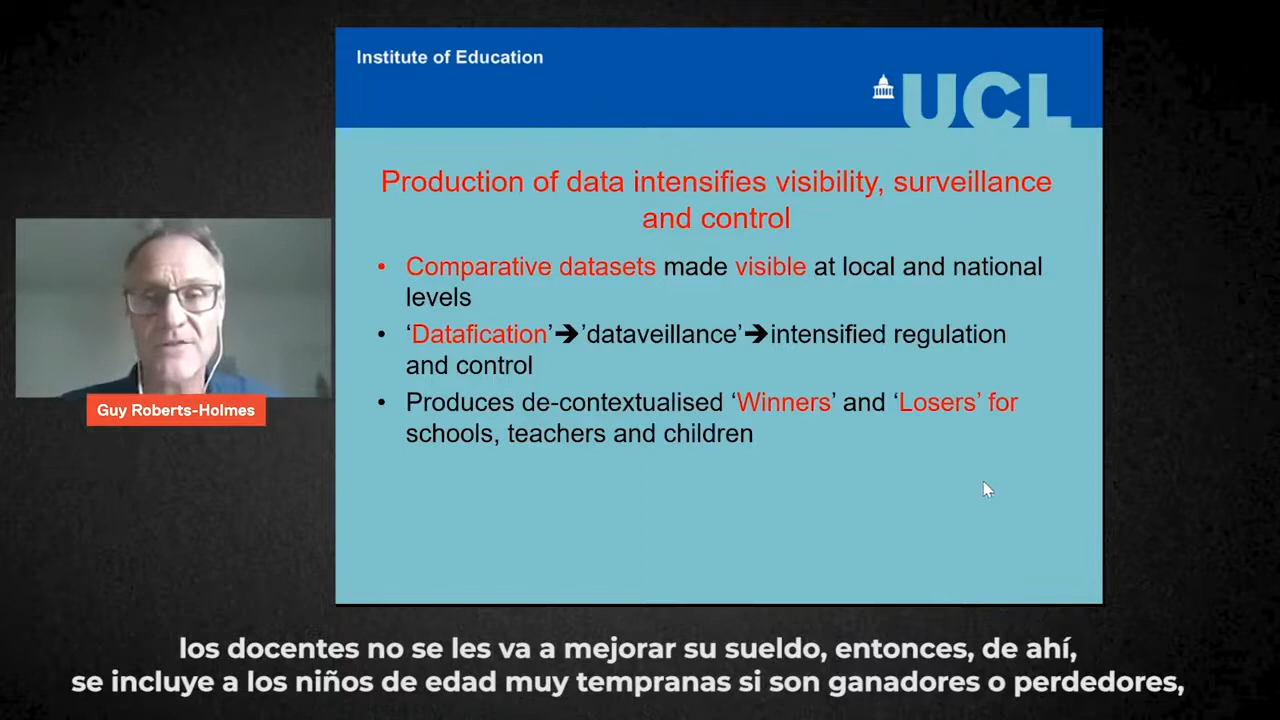 Institute of Education
UCL
Production of data intensifies visibility, surveillance
and control
• Comparative datasets made visible at local and national
levels
• ‘Datafication’➔’dataveillance’➔intensified regulation
and control
• Produces de-contextualised ‘Winners’ and ‘Losers’ for
schools, teachers and children
Guy Roberts-Holmes
los docentes no se les va a mejorar su sueldo, entonces, de ahí,
se incluye a los niños de edad muy tempranas si son ganadores o perdedores,